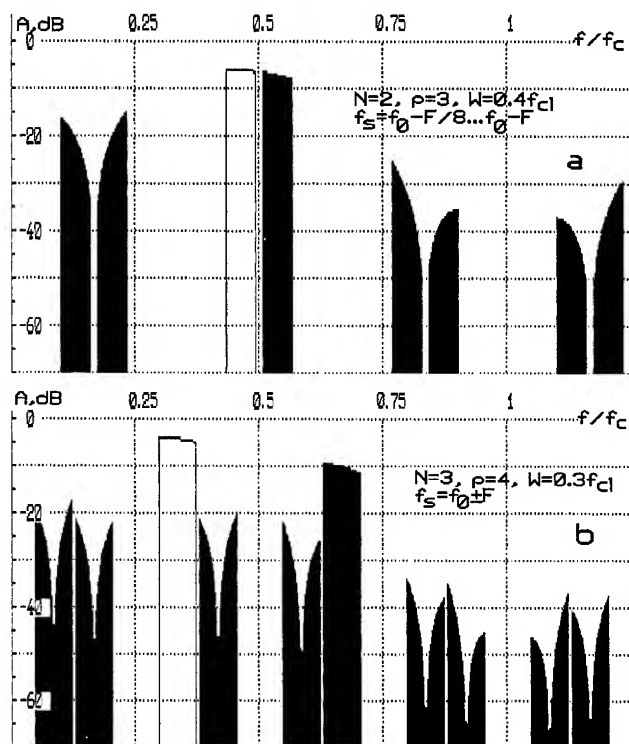 A,dB 0.25 0.5 0.75 1 f/fc
0
N=2, p=3, W=0.4fc1
fs=f0-F/8...f0-F
-20
a
-40
-60
A,dB 0.25 0.5 0.75 1 f/fc
0
N=3, p=4, W=0.3fc1
fs=f0±F
-20
b
-40
-60